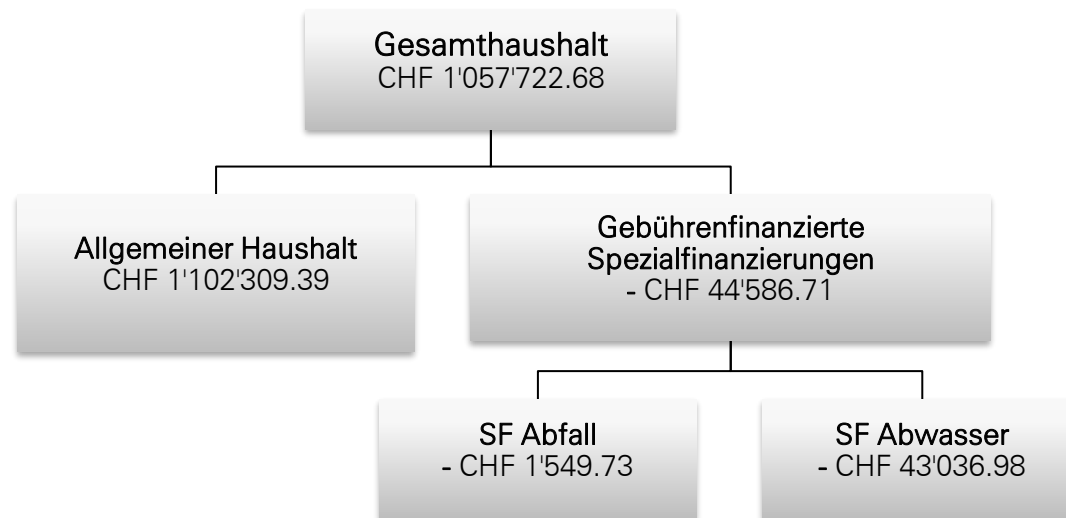 Gesamthaushalt
CHF 1'057'722.68
Allgemeiner Haushalt
CHF 1'102'309.39
Gebührenfinanzierte
Spezialfinanzierungen
- CHF 44'586.71
SF Abfall
- CHF 1'549.73
SF Abwasser
- CHF 43'036.98